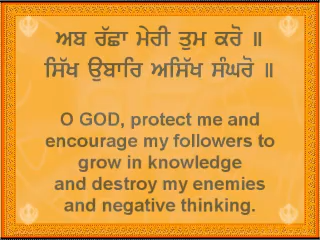 ਅਬ ਰੱਛਾ ਮੇਰੀ ਤੁਮ ਕਰੋ ॥
ਸਿੱਖ ਉਬਾਰਿ ਅਸਿੱਖ ਸੰਘਰੋ ॥
O GOD, protect me and
encourage my followers to
grow in knowledge
and destroy my enemies
and negative thinking.